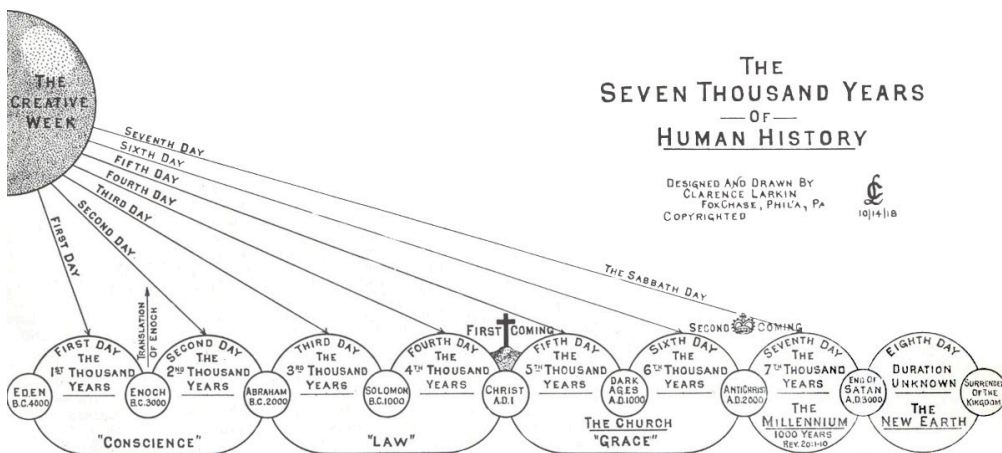 THE
CREATIVE
WEEK
THE
SEVEN THOUSAND YEARS
OF
HUMAN HISTORY
DESIGNED AND DRAWN BY
CLARENCE LARKIN
FOXCHASE, PHIL'A, PA
COPYRIGHTED
CL
10/14/18
SEVENTH DAY
SIXTH DAY
FIFTH DAY
FOURTH DAY
THIRD DAY
SECOND DAY
FIRST DAY
THE SABBATH DAY
TRANSLATION
OF ENOCH
FIRST COMING
SECOND COMING
EDEN
B.C.4000
FIRST DAY
THE
1ST THOUSAND
YEARS
ENOCH
B.C.3000
SECOND DAY
THE
2ND THOUSAND
YEARS
ABRAHAM
B.C.2000
THIRD DAY
THE
3RD THOUSAND
YEARS
SOLOMON
B.C.1000
FOURTH DAY
THE
4TH THOUSAND
YEARS
CHRIST
A.D.1
FIFTH DAY
THE
5TH THOUSAND
YEARS
DARK
AGES
A.D.1000
SIXTH DAY
THE
6TH THOUSAND
YEARS
ANTICHRIST
A.D.2000
SEVENTH DAY
THE
7TH THOUSAND
YEARS
END OF
SATAN
A.D.3000
EIGHTH DAY
DURATION
UNKNOWN
SURRENDER
OF THE
KINGDOM
"CONSCIENCE"
"LAW"
THE CHURCH
"GRACE"
THE
MILLENNIUM
1000 YEARS
REV. 20:1-10
THE
NEW EARTH